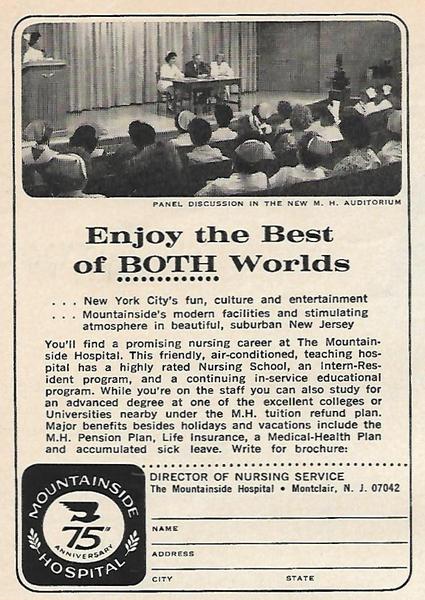 PANEL DISCUSSION IN THE NEW M. H. AUDITORIUM
Enjoy the Best
of BOTH Worlds
. . . New York City's fun, culture and entertainment
. . . Mountainside's modern facilities and stimulating
atmosphere in beautiful, suburban New Jersey
You'll find a promising nursing career at The Mountain-
side Hospital. This friendly, air-conditioned, teaching hos-
pital has a highly rated Nursing School, an Intern-Res-
ident program, and a continuing in-service educational
program. While you're on the staff you can also study for
an advanced degree at one of the excellent colleges or
Universities nearby under the M.H. tuition refund plan.
Major benefits besides holidays and vacations include the
M.H. Pension Plan, Life Insurance, a Medical-Health Plan
and accumulated sick leave. Write for brochure:
MOUNTAINSIDE
75TH
ANNIVERSARY
HOSPITAL
DIRECTOR OF NURSING SERVICE
The Mountainside Hospital • Montclair, N. J. 07042
NAME
ADDRESS
CITY STATE